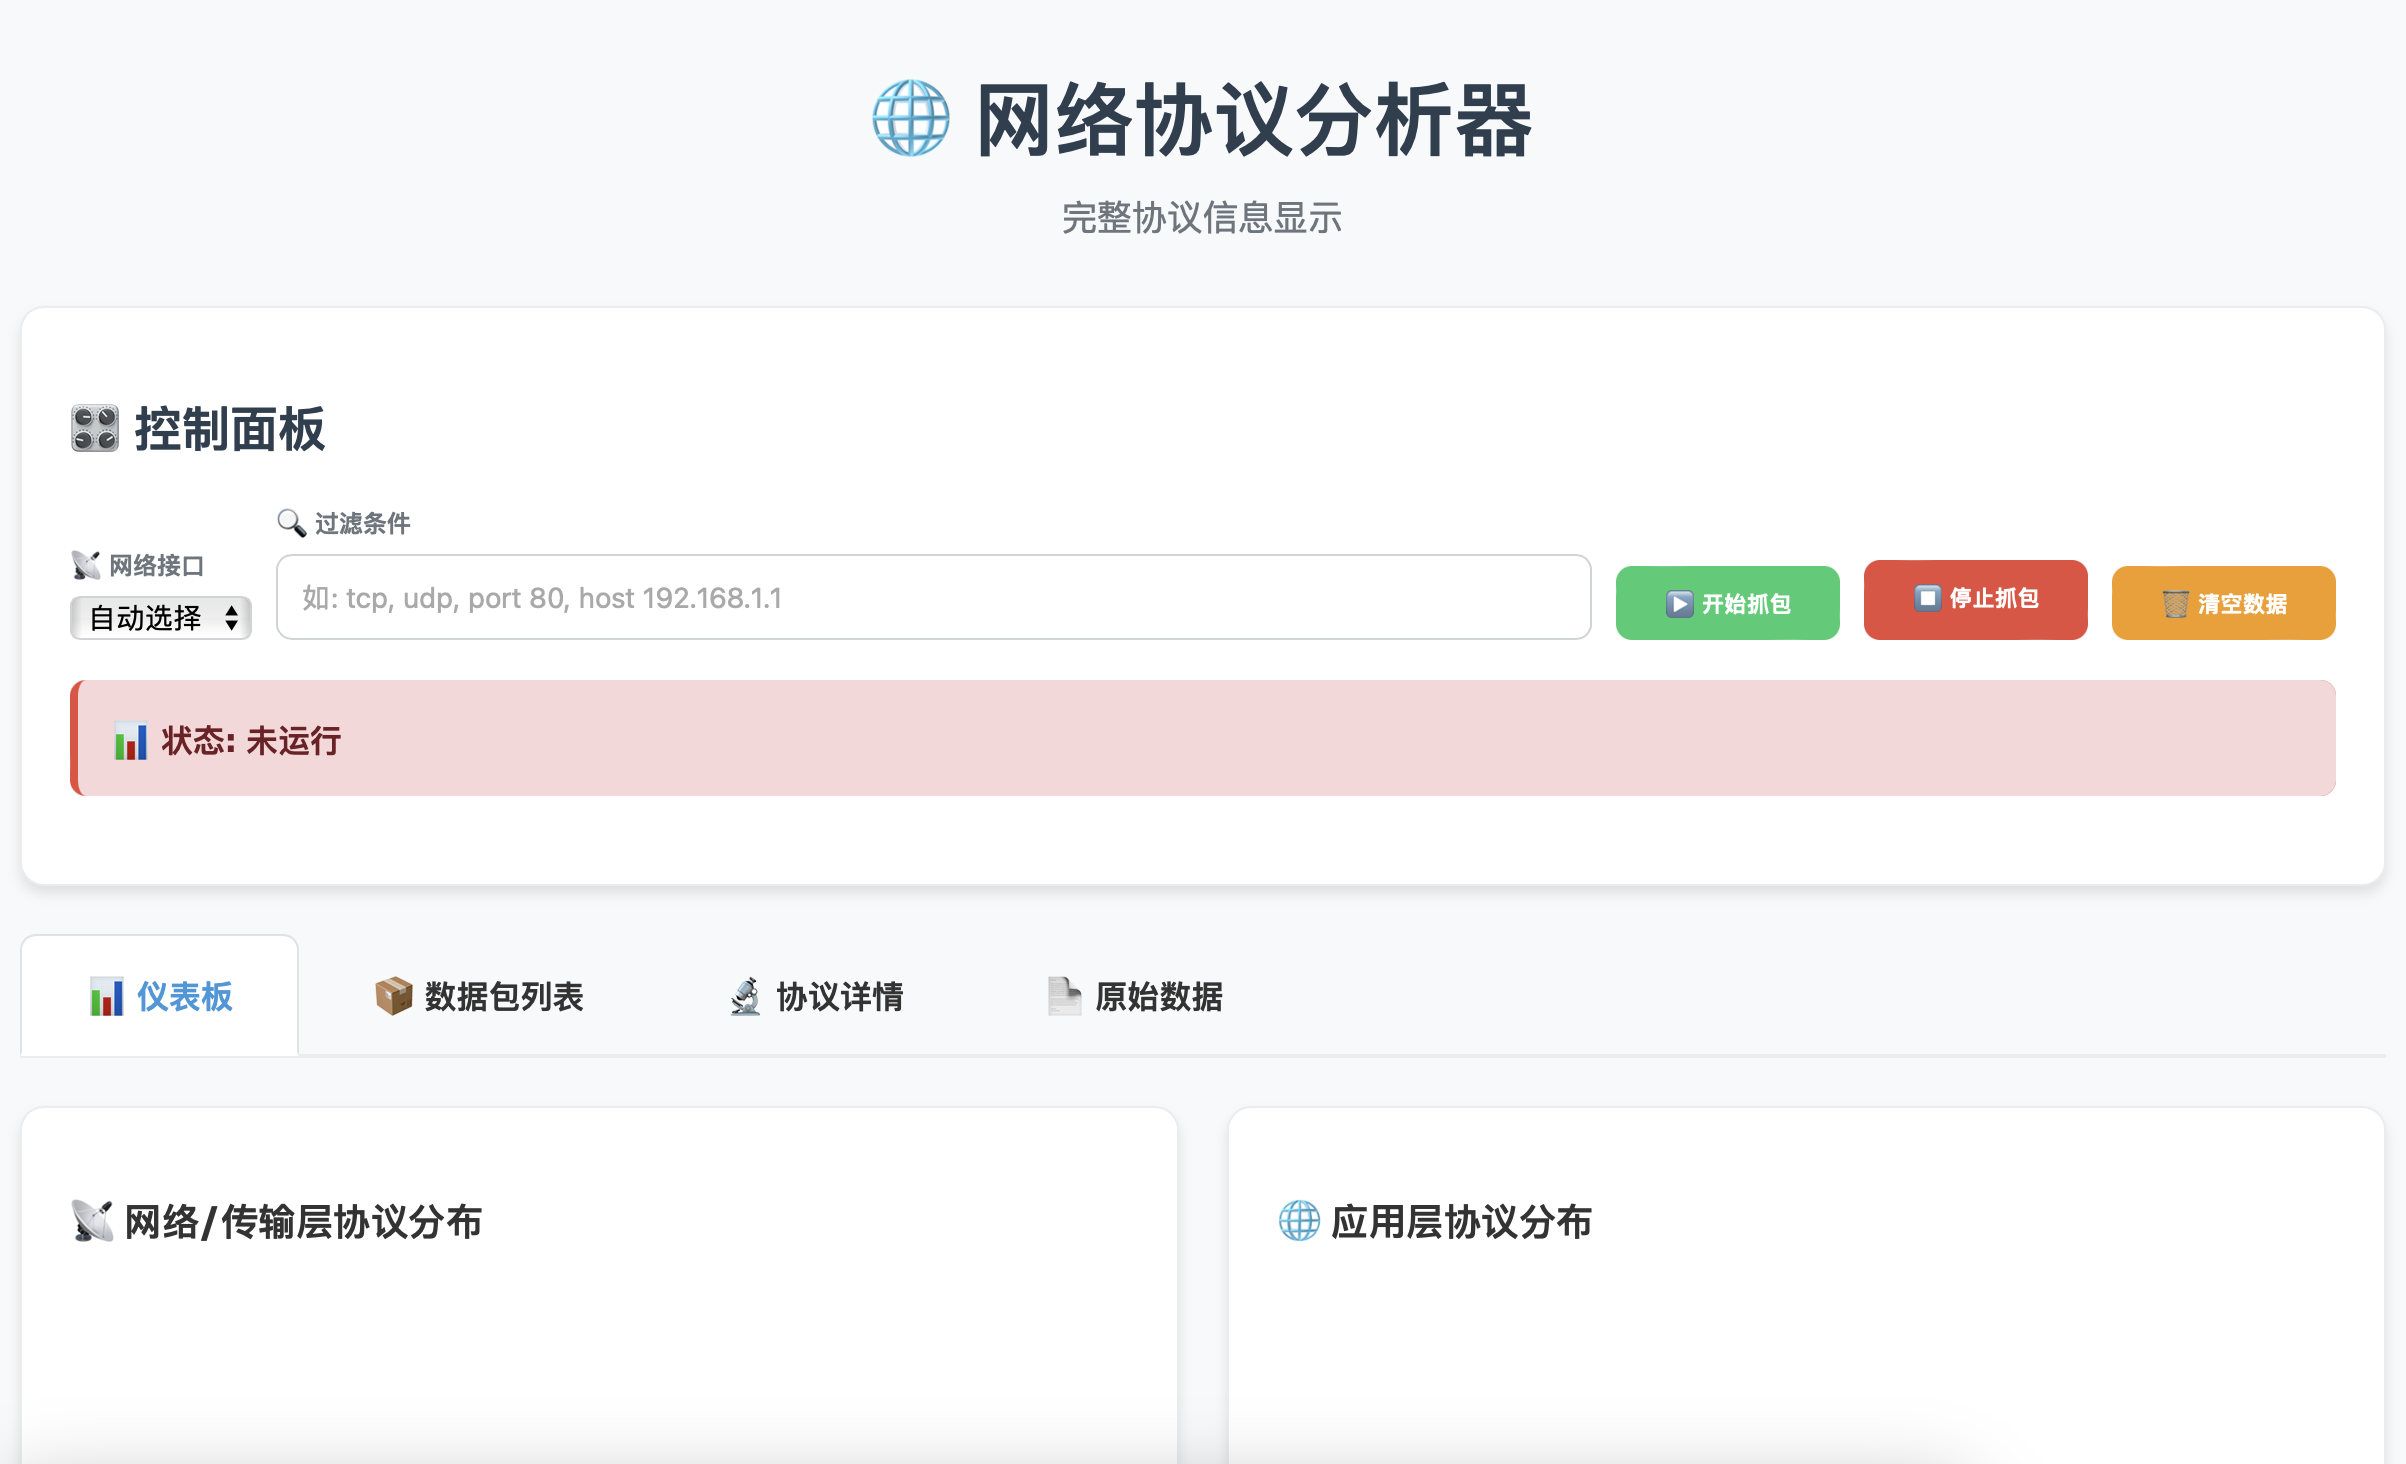 网络协议分析器
完整协议信息显示
控制面板
过滤条件
网络接口
自动选择
如: tcp, udp, port 80, host 192.168.1.1
开始抓包
停止抓包
清空数据
状态: 未运行
仪表板
数据包列表
协议详情
原始数据
网络/传输层协议分布
应用层协议分布